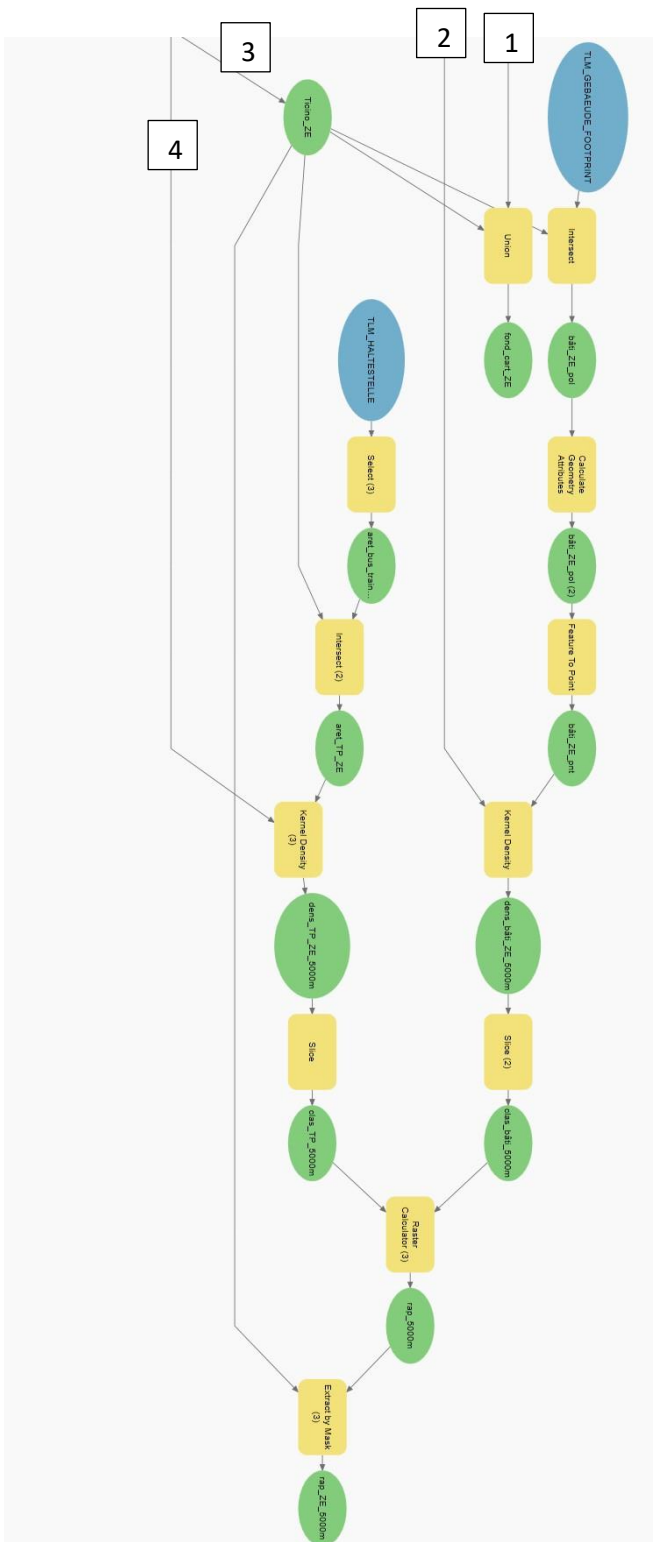 3
2
1
4
TLM_GEBAEUDE_FOOTPRINT
Ticino_ZE
Union
Intersect
TLM_HALTESTELLE
fond_cart_ZE
bâti_ZE_pol
Select (3)
Calculate
Geometry
Attributes
aret_bus_train...
bâti_ZE_pol (2)
Intersect (2)
Feature To Point
aret_TP_ZE
bâti_ZE_pnt
Kernel Density
(3)
Kernel Density
dens_TP_ZE_5000m
dens_bâti_ZE_5000m
Slice
Slice (2)
clas_TP_5000m
clas_bâti_5000m
Raster
Calculator (3)
rap_5000m
Extract by Mask
(3)
rap_ZE_5000m